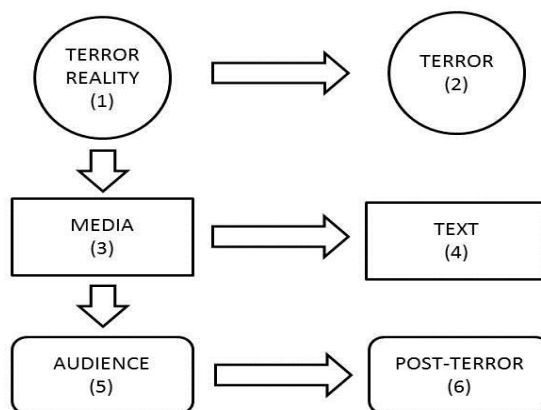 TERROR
REALITY
(1)
TERROR
(2)
MEDIA
(3)
TEXT
(4)
AUDIENCE
(5)
POST-TERROR
(6)